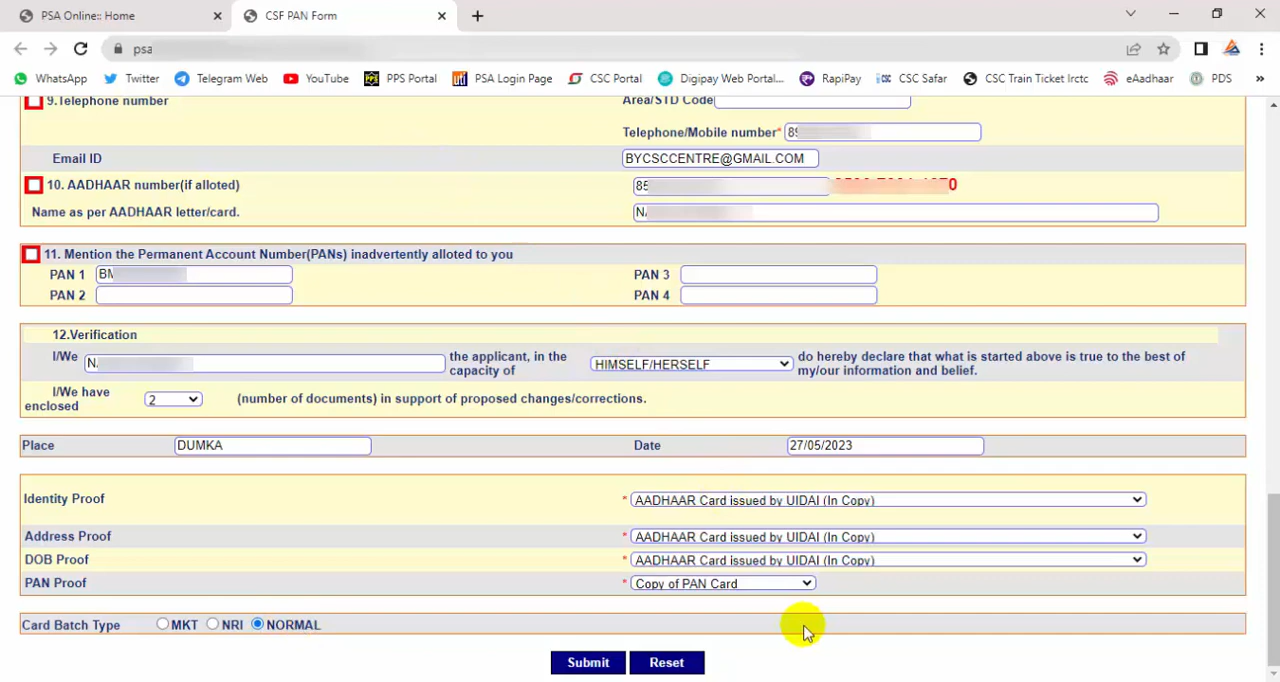 PSA Online:: Home
CSF PAN Form
psa
WhatsApp Twitter Telegram Web YouTube PPS Portal PSA Login Page CSC Portal Digipay Web Portal... RapiPay CSC Safar CSC Train Ticket Irctc eAadhaar PDS »
9.Telephone number Area/STD Code
Telephone/Mobile number*
Email ID BYCSCCENTRE@GMAIL.COM
10. AADHAAR number(if alloted) 85
Name as per AADHAAR letter/card.
11. Mention the Permanent Account Number(PANs) inadvertently alloted to you
PAN 1 PAN 3
PAN 2 PAN 4
12.Verification
I/We the applicant, in the capacity of HIMSELF/HERSELF do hereby declare that what is started above is true to the best of my/our information and belief.
I/We have enclosed 2 (number of documents) in support of proposed changes/corrections.
Place DUMKA Date 27/05/2023
Identity Proof * AADHAAR Card issued by UIDAI (In Copy)
Address Proof * AADHAAR Card issued by UIDAI (In Copy)
DOB Proof * AADHAAR Card issued by UIDAI (In Copy)
PAN Proof * Copy of PAN Card
Card Batch Type MKT NRI NORMAL
Submit Reset